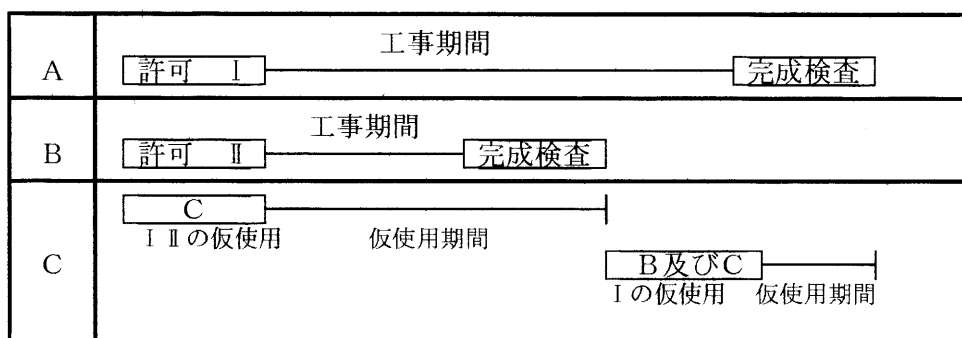 工事期間
A
許可 Ⅰ
完成検査
工事期間
B
許可 Ⅱ
完成検査
C
C
Ⅰ Ⅱの仮使用
仮使用期間
B及びC
Ⅰの仮使用
仮使用期間